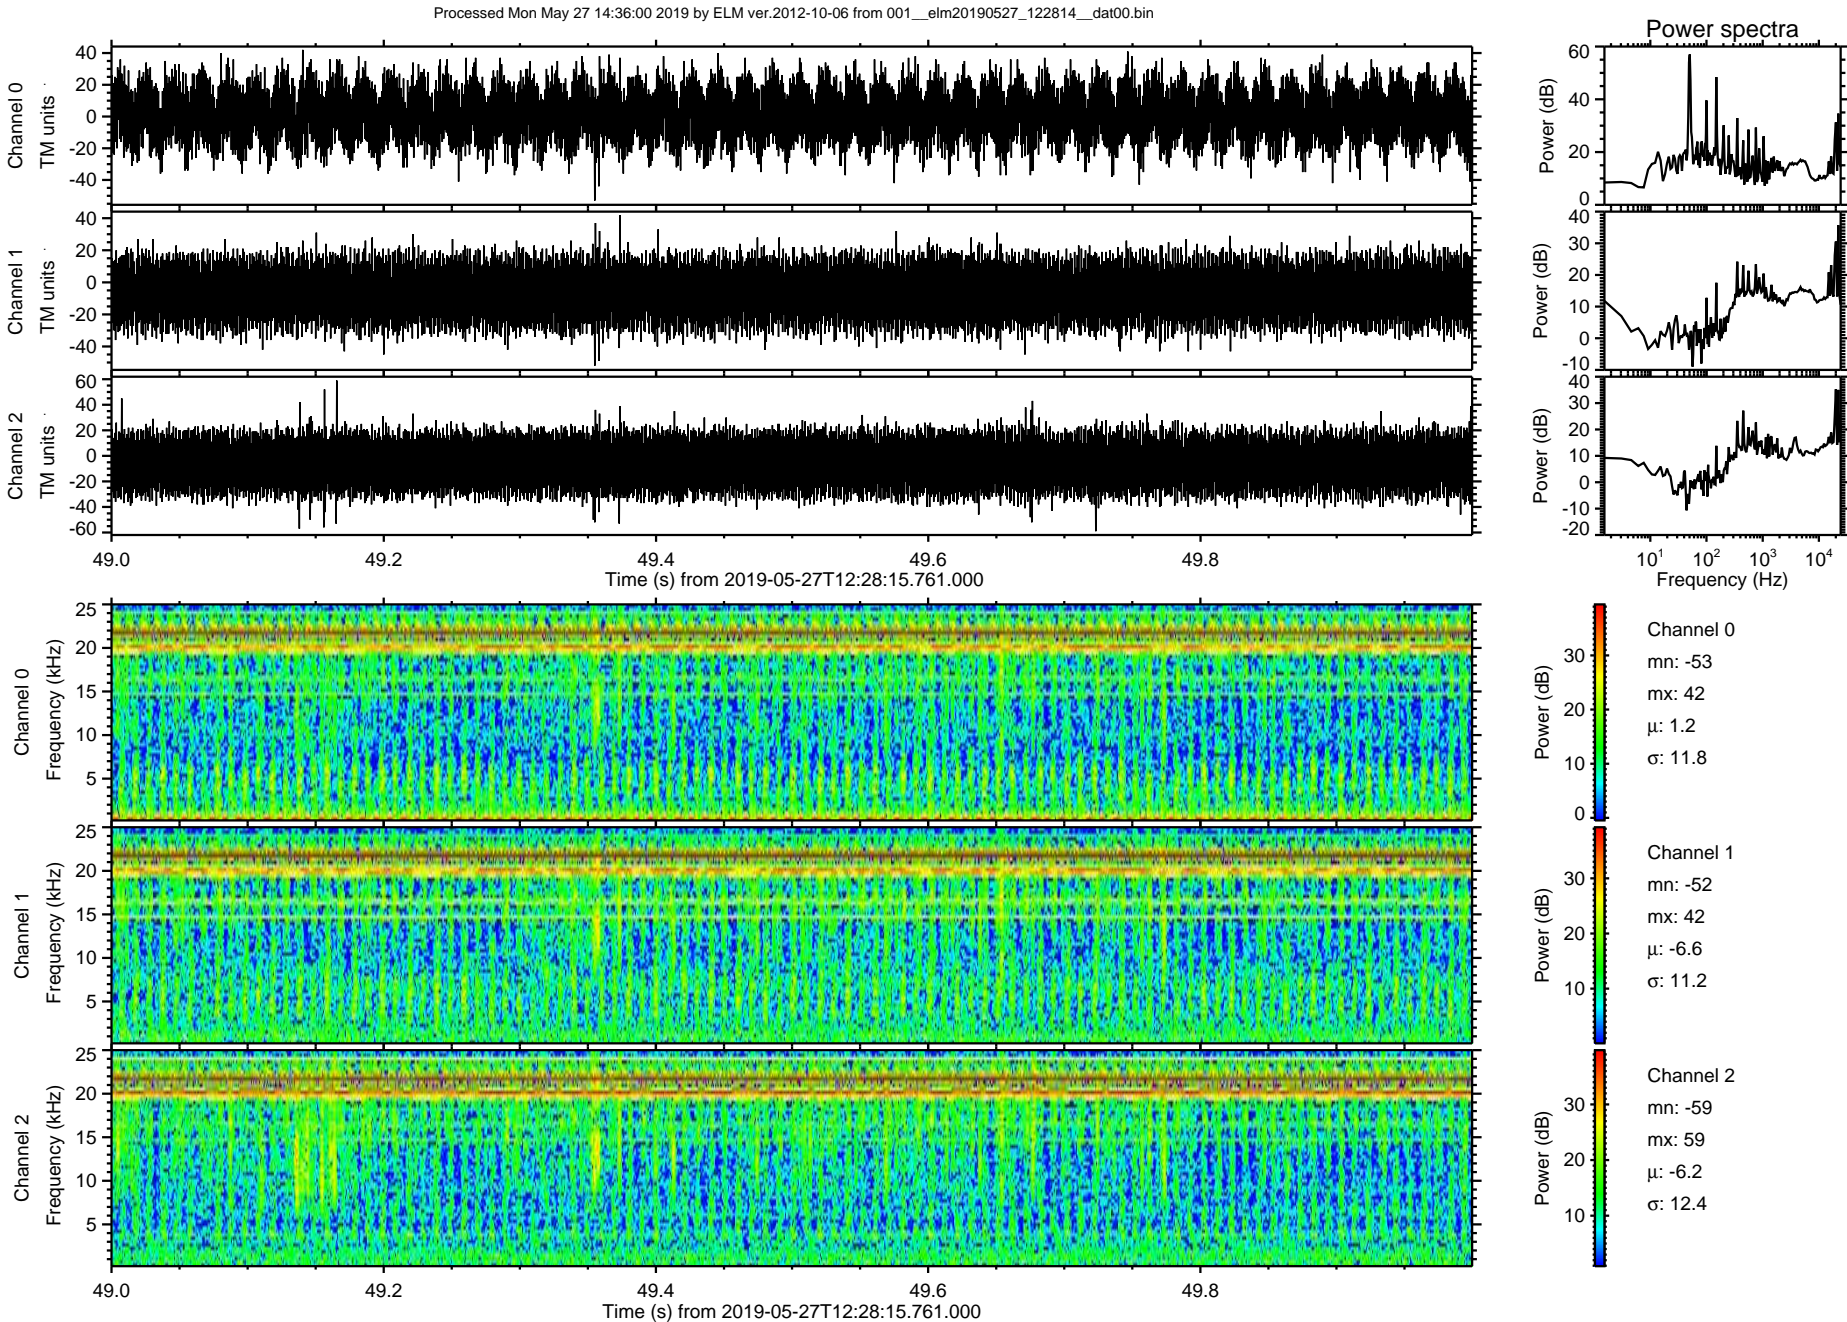 Processed Mon May 27 14:36:00 2019 by ELM ver.2012-10-06 from 001__elm20190527_122814__dat00.bin
Power spectra
Channel 0
TM units
40
20
0
-20
-40
Power (dB)
60
40
20
0
Channel 1
TM units
40
20
0
-20
-40
Power (dB)
40
30
20
10
0
-10
Channel 2
TM units
60
40
20
0
-20
-40
-60
Power (dB)
40
30
20
10
0
-10
-20
49.0 49.2 49.4 49.6 49.8
Time (s) from 2019-05-27T12:28:15.761.000
10^1 10^2 10^3 10^4
Frequency (Hz)
Channel 0
Frequency (kHz)
25
20
15
10
5
Power (dB)
30
20
10
0
Channel 0
mn: -53
mx: 42
μ: 1.2
σ: 11.8
Channel 1
Frequency (kHz)
25
20
15
10
5
Power (dB)
30
20
10
Channel 1
mn: -52
mx: 42
μ: -6.6
σ: 11.2
Channel 2
Frequency (kHz)
25
20
15
10
5
Power (dB)
30
20
10
Channel 2
mn: -59
mx: 59
μ: -6.2
σ: 12.4
49.0 49.2 49.4 49.6 49.8
Time (s) from 2019-05-27T12:28:15.761.000